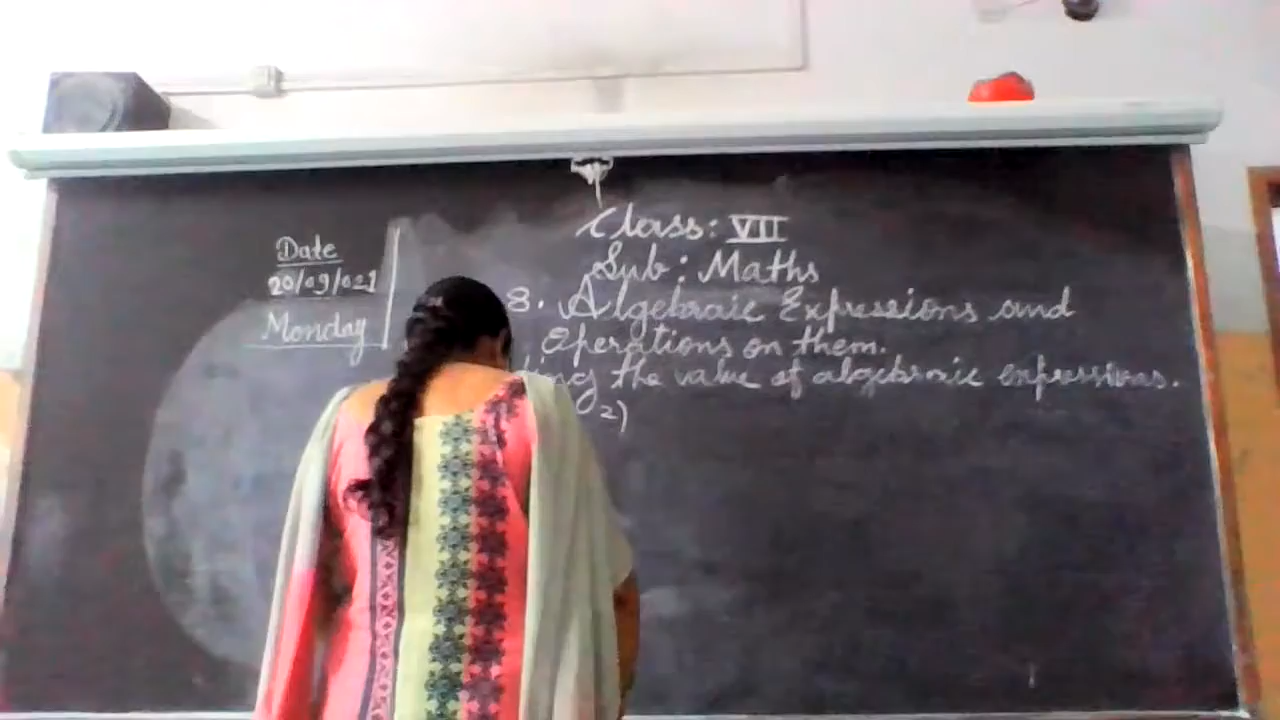 Date
20/09/021
Monday
Class: VII
Sub: Maths
8. Algebraic Expressions and
Operations on them.
the value of algebraic expressions.
2)